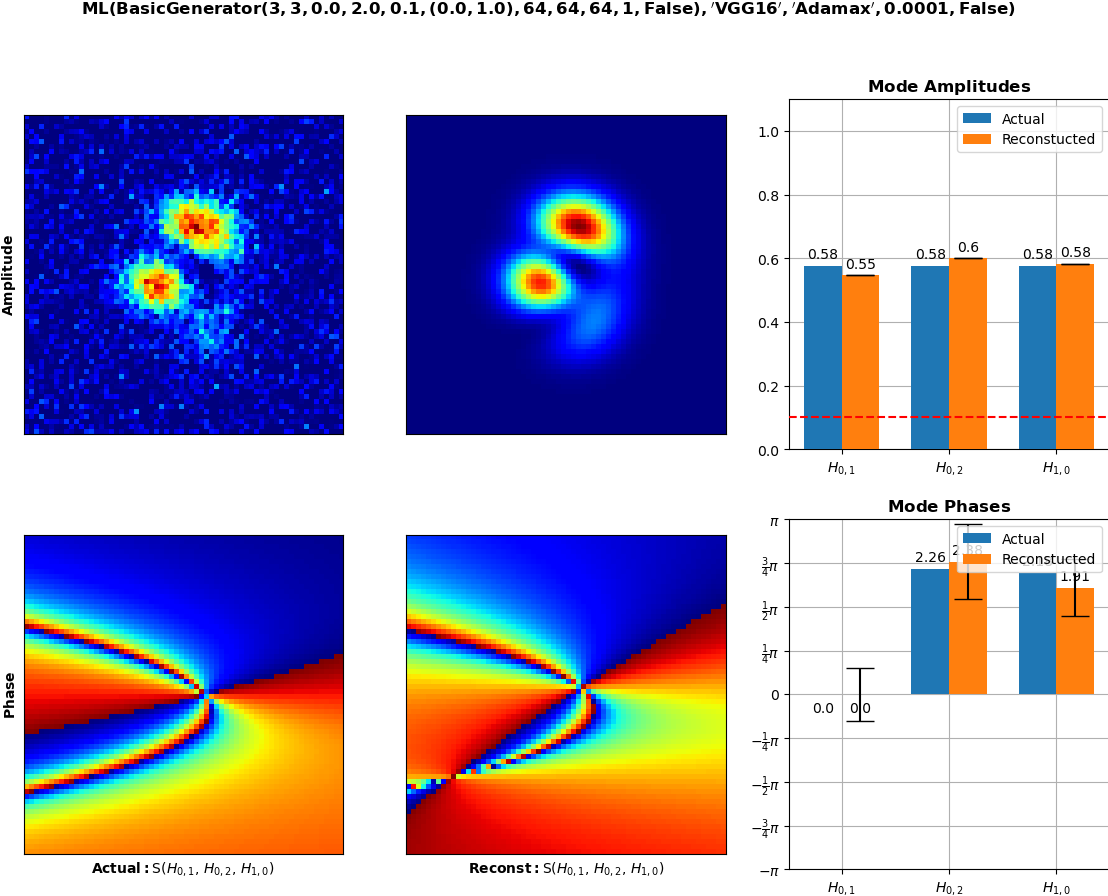 ML(BasicGenerator(3, 3, 0.0, 2.0, 0.1, (0.0, 1.0), 64, 64, 64, 1, False), ′VGG16′, ′Adamax′, 0.0001, False)
Amplitude
Mode Amplitudes
Actual
Reconstucted
1.0
0.8
0.6
0.4
0.2
0.0
0.58
0.55
0.58
0.6
0.58
0.58
H0, 1
H0, 2
H1, 0
Phase
Actual: S(H0, 1, H0, 2, H1, 0)
Reconst: S(H0, 1, H0, 2, H1, 0)
Mode Phases
Actual
Reconstucted
π
3/4π
1/2π
1/4π
0
−1/4π
−1/2π
−3/4π
−π
0.0
0.0
2.26
1.91
H0, 1
H0, 2
H1, 0